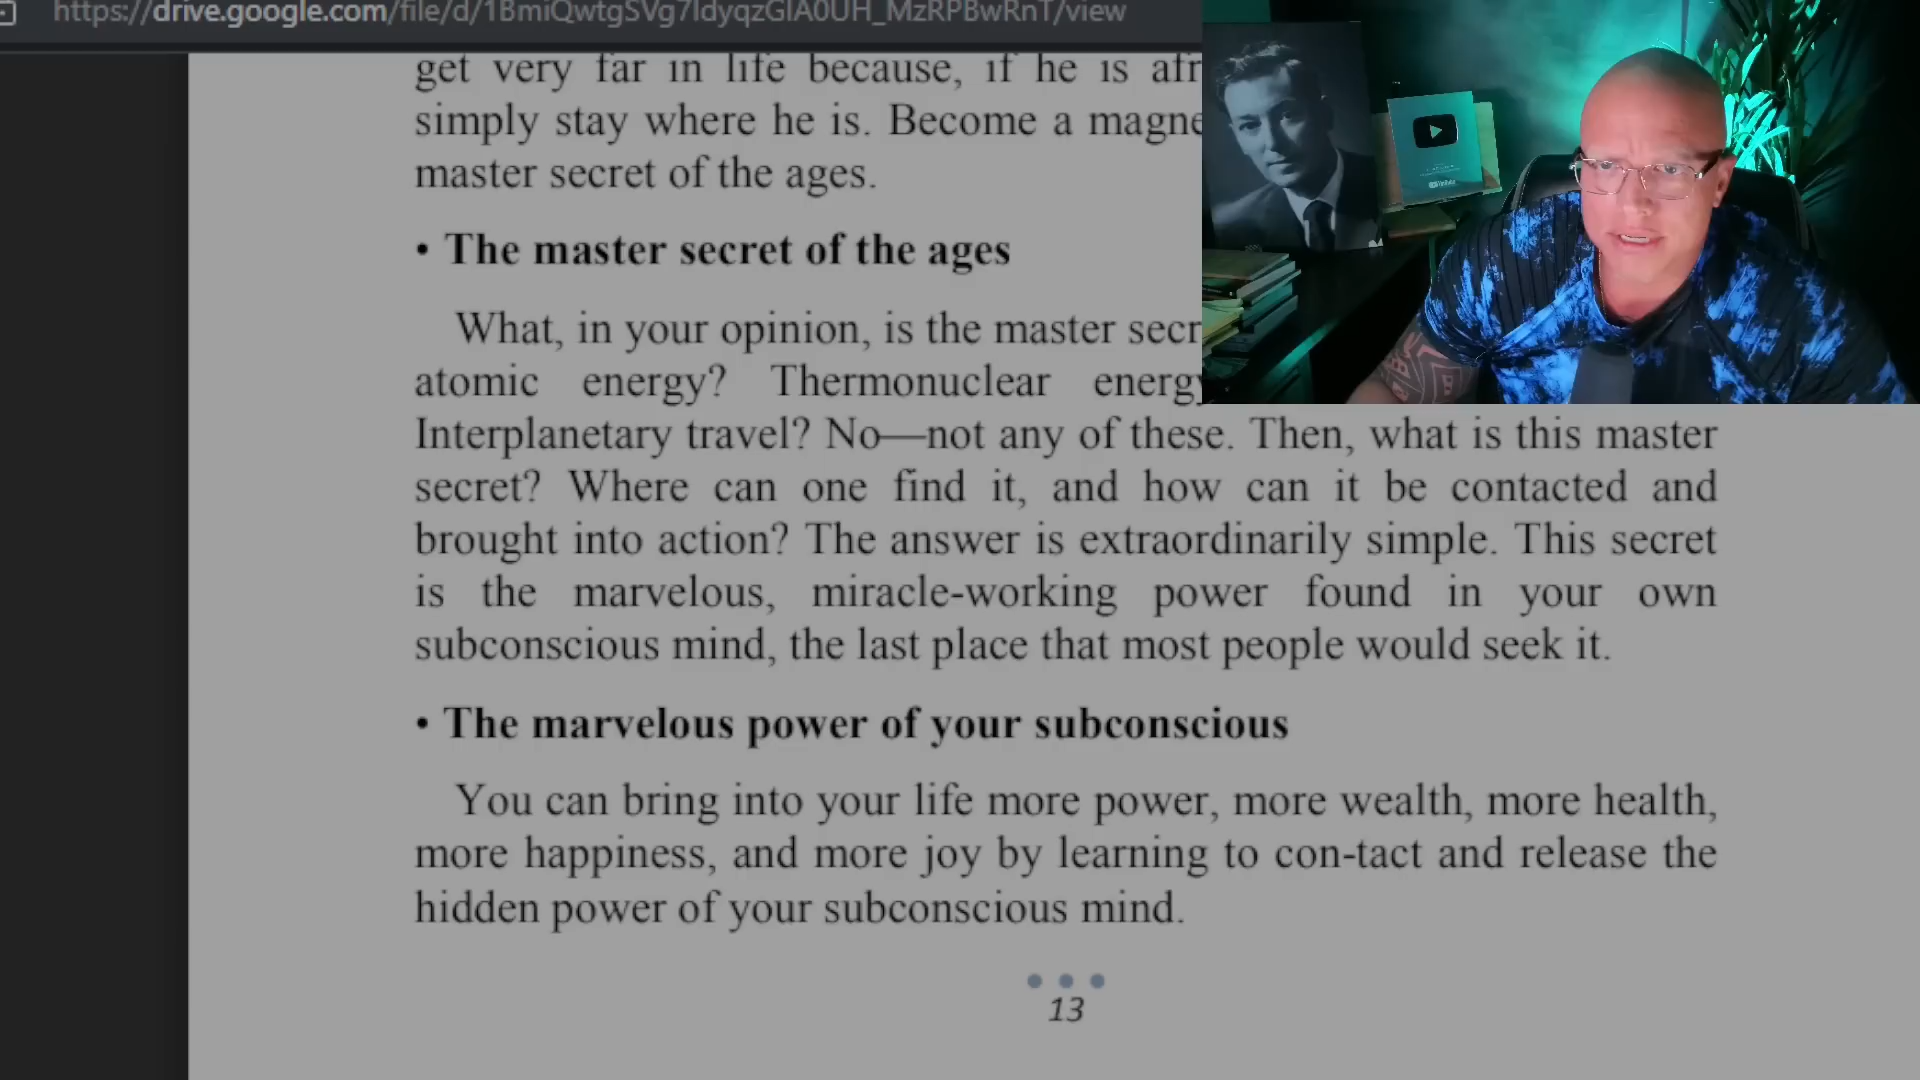 https://drive.google.com/file/d/1BmiQwtgSVg7ldyqzGlA0UH_MzRPBwRnT/view
get very far in life because, if he is
simply stay where he is. Become a
master secret of the ages.
• The master secret of the ages
What, in your opinion, is the master
atomic energy? Thermonuclear
Interplanetary travel? No—not any of these. Then, what is this master
secret? Where can one find it, and how can it be contacted and
brought into action? The answer is extraordinarily simple. This secret
is the marvelous, miracle-working power found in your own
subconscious mind, the last place that most people would seek it.
• The marvelous power of your subconscious
You can bring into your life more power, more wealth, more health,
more happiness, and more joy by learning to con-tact and release the
hidden power of your subconscious mind.
13